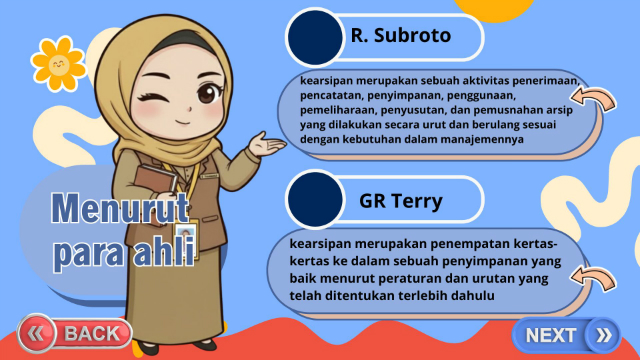 R. Subroto
kearsipan merupakan sebuah aktivitas penerimaan,
pencatatan, penyimpanan, penggunaan,
pemeliharaan, penyusutan, dan pemusnahan arsip
yang dilakukan secara urut dan berulang sesuai
dengan kebutuhan dalam manajemennya
Menurut
para ahli
GR Terry
kearsipan merupakan penempatan kertas-
kertas ke dalam sebuah penyimpanan yang
baik menurut peraturan dan urutan yang
telah ditentukan terlebih dahulu
BACK
NEXT